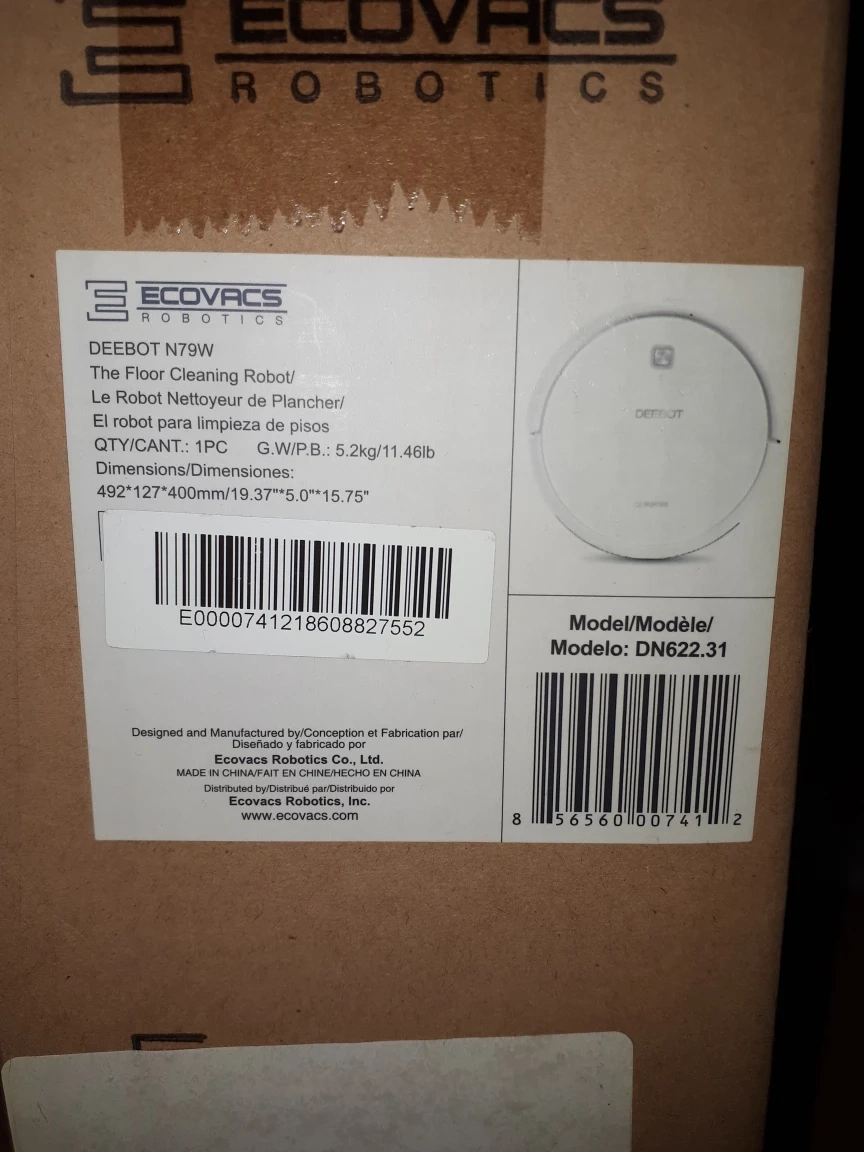 ECOVACS
ROBOTICS
ECOVACS
ROBOTICS
DEEBOT N79W
The Floor Cleaning Robot/
Le Robot Nettoyeur de Plancher/
El robot para limpieza de pisos
QTY/CANT.: 1PC G.W/P.B.: 5.2kg/11.46lb
Dimensions/Dimensiones:
492*127*400mm/19.37"*5.0"*15.75"
E0000741218608827552
Designed and Manufactured by/Conception et Fabrication par/
Diseñado y fabricado por
Ecovacs Robotics Co., Ltd.
MADE IN CHINA/FAIT EN CHINE/HECHO EN CHINA
Distributed by/Distribué par/Distribuido por
Ecovacs Robotics, Inc.
www.ecovacs.com
DEEBOT
Model/Modèle/
Modelo: DN622.31
8 56560 00741 2